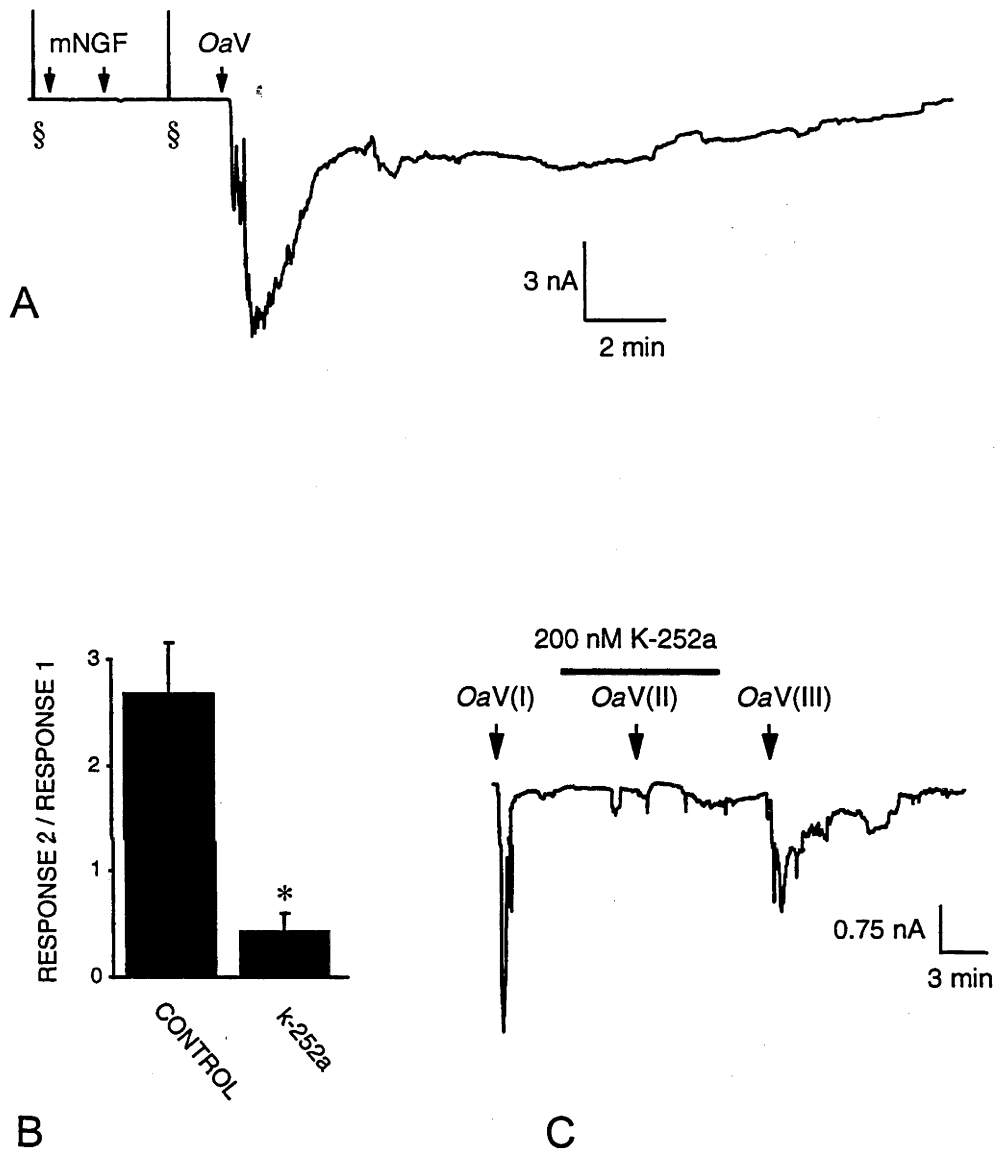 mNGF OaV
§ §
3 nA
2 min
A
RESPONSE 2 / RESPONSE 1
3
2
1
0
*
CONTROL
k-252a
B
200 nM K-252a
OaV(I) OaV(II) OaV(III)
0.75 nA
3 min
C